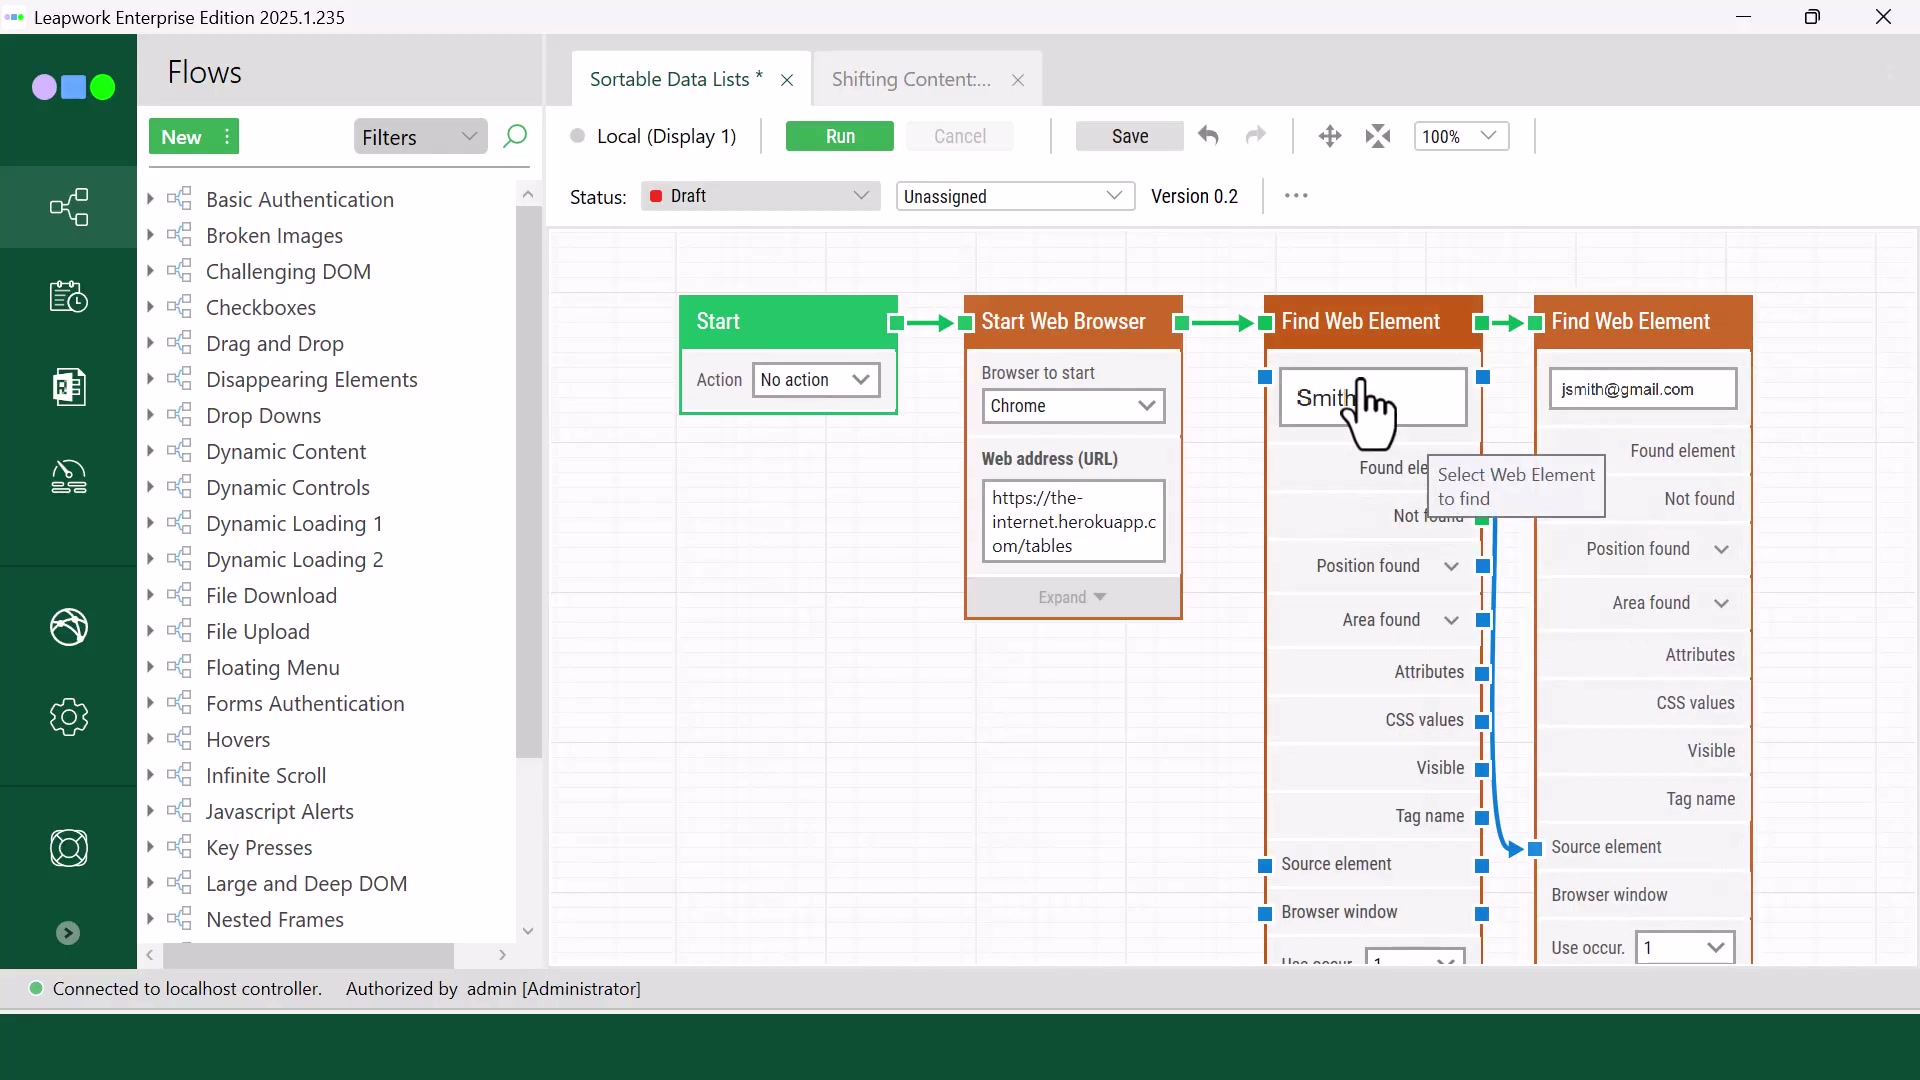 Leapwork Enterprise Edition 2025.1.235
Flows
Sortable Data Lists *
Shifting Content:...
New
Filters
Local (Display 1)
Run
Cancel
Save
100%
Status:
Draft
Unassigned
Version 0.2
Basic Authentication
Broken Images
Challenging DOM
Checkboxes
Drag and Drop
Disappearing Elements
Drop Downs
Dynamic Content
Dynamic Controls
Dynamic Loading 1
Dynamic Loading 2
File Download
File Upload
Floating Menu
Forms Authentication
Hovers
Infinite Scroll
Javascript Alerts
Key Presses
Large and Deep DOM
Nested Frames
Start
Action
No action
Start Web Browser
Browser to start
Chrome
Web address (URL)
https://the-
internet.herokuapp.c
om/tables
Expand
Find Web Element
Smith
Found ele
Not found
Position found
Area found
Attributes
CSS values
Visible
Tag name
Source element
Browser window
Use occur.
1
Select Web Element
to find
Find Web Element
jsmith@gmail.com
Found element
Not found
Position found
Area found
Attributes
CSS values
Visible
Tag name
Source element
Browser window
Use occur.
1
Connected to localhost controller.
Authorized by admin [Administrator]